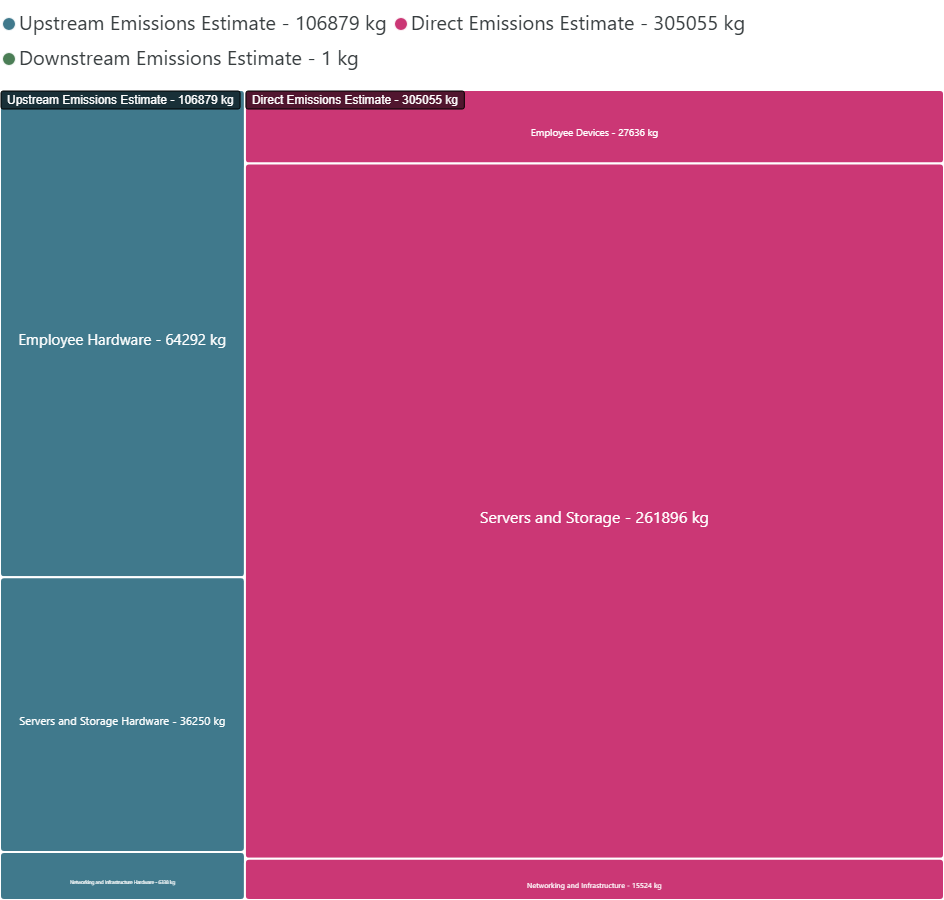 Upstream Emissions Estimate - 106879 kg Direct Emissions Estimate - 305055 kg
Downstream Emissions Estimate - 1 kg
Upstream Emissions Estimate - 106879 kg
Direct Emissions Estimate - 305055 kg
Employee Devices - 27636 kg
Employee Hardware - 64292 kg
Servers and Storage - 261896 kg
Servers and Storage Hardware - 36250 kg
Networking and Infrastructure Hardware - kg
Networking and Infrastructure - 15524 kg